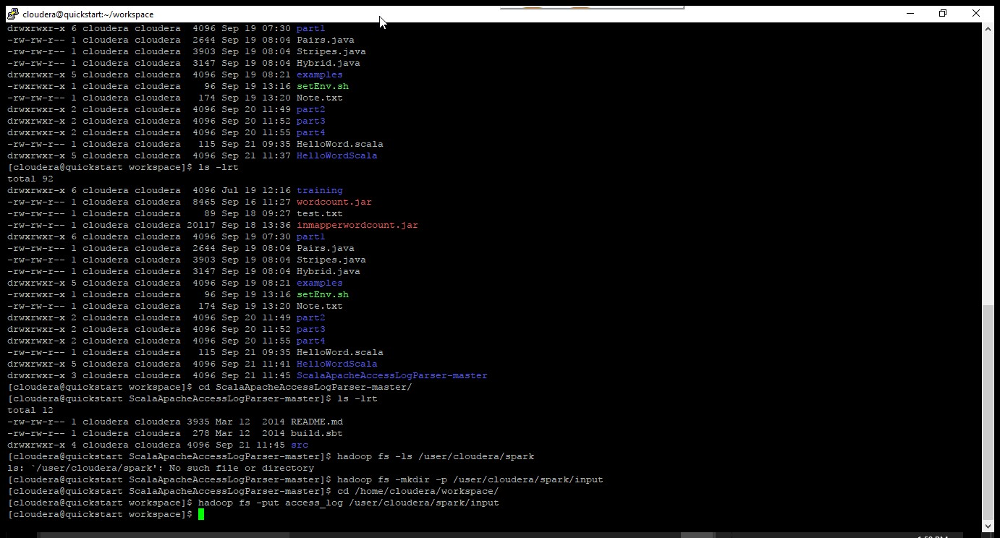 cloudera@quickstart:~/workspace
drwxrwxr-x 6 cloudera cloudera  4096 Sep 19 07:30 part1
-rw-rw-r-- 1 cloudera cloudera  2644 Sep 19 08:04 Pairs.java
-rw-rw-r-- 1 cloudera cloudera  3903 Sep 19 08:04 Stripes.java
-rw-rw-r-- 1 cloudera cloudera  3147 Sep 19 08:04 Hybrid.java
drwxrwxr-x 5 cloudera cloudera  4096 Sep 19 08:21 examples
-rwxrwxr-x 1 cloudera cloudera    96 Sep 19 13:16 setEnv.sh
-rw-rw-r-- 1 cloudera cloudera   174 Sep 19 13:20 Note.txt
drwxrwxr-x 2 cloudera cloudera  4096 Sep 20 11:49 part2
drwxrwxr-x 2 cloudera cloudera  4096 Sep 20 11:52 part3
drwxrwxr-x 2 cloudera cloudera  4096 Sep 20 11:55 part4
-rw-rw-r-- 1 cloudera cloudera   115 Sep 21 09:35 HelloWord.scala
drwxrwxr-x 5 cloudera cloudera  4096 Sep 21 11:37 HelloWordScala
[cloudera@quickstart workspace]$ ls -lrt
total 92
drwxrwxr-x 6 cloudera cloudera  4096 Jul 19 12:16 training
-rw-rw-r-- 1 cloudera cloudera  8465 Sep 16 11:27 wordcount.jar
-rw-rw-r-- 1 cloudera cloudera    89 Sep 18 09:27 test.txt
-rw-rw-r-- 1 cloudera cloudera 20117 Sep 18 13:36 inmapperwordcount.jar
drwxrwxr-x 6 cloudera cloudera  4096 Sep 19 07:30 part1
-rw-rw-r-- 1 cloudera cloudera  2644 Sep 19 08:04 Pairs.java
-rw-rw-r-- 1 cloudera cloudera  3903 Sep 19 08:04 Stripes.java
-rw-rw-r-- 1 cloudera cloudera  3147 Sep 19 08:04 Hybrid.java
drwxrwxr-x 5 cloudera cloudera  4096 Sep 19 08:21 examples
-rwxrwxr-x 1 cloudera cloudera    96 Sep 19 13:16 setEnv.sh
-rw-rw-r-- 1 cloudera cloudera   174 Sep 19 13:20 Note.txt
drwxrwxr-x 2 cloudera cloudera  4096 Sep 20 11:49 part2
drwxrwxr-x 2 cloudera cloudera  4096 Sep 20 11:52 part3
drwxrwxr-x 2 cloudera cloudera  4096 Sep 20 11:55 part4
-rw-rw-r-- 1 cloudera cloudera   115 Sep 21 09:35 HelloWord.scala
drwxrwxr-x 5 cloudera cloudera  4096 Sep 21 11:41 HelloWordScala
drwxrwxr-x 3 cloudera cloudera  4096 Sep 21 11:45 ScalaApacheAccessLogParser-master
[cloudera@quickstart workspace]$ cd ScalaApacheAccessLogParser-master/
[cloudera@quickstart ScalaApacheAccessLogParser-master]$ ls -lrt
total 12
-rw-rw-r-- 1 cloudera cloudera 3935 Mar 12  2014 README.md
-rw-rw-r-- 1 cloudera cloudera  278 Mar 12  2014 build.sbt
drwxrwxr-x 4 cloudera cloudera 4096 Sep 21 11:45 src
[cloudera@quickstart ScalaApacheAccessLogParser-master]$ hadoop fs -ls /user/cloudera/spark
ls: `/user/cloudera/spark': No such file or directory
[cloudera@quickstart ScalaApacheAccessLogParser-master]$ hadoop fs -mkdir -p /user/cloudera/spark/input
[cloudera@quickstart ScalaApacheAccessLogParser-master]$ cd /home/cloudera/workspace/
[cloudera@quickstart workspace]$ hadoop fs -put access_log /user/cloudera/spark/input
[cloudera@quickstart workspace]$